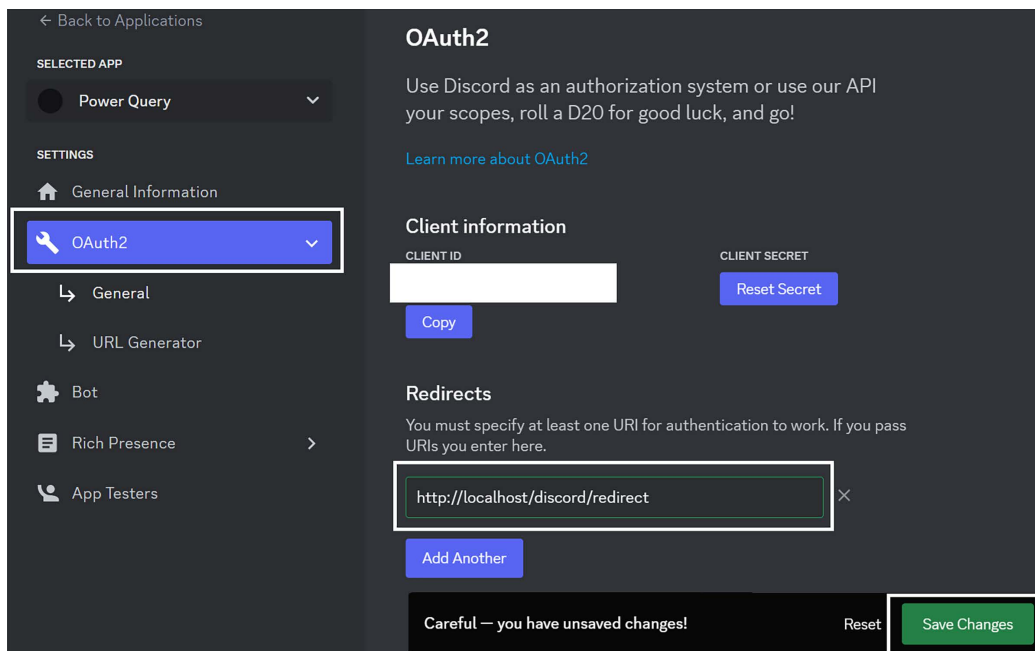 ← Back to Applications
SELECTED APP
Power Query
SETTINGS
General Information
OAuth2
General
URL Generator
Bot
Rich Presence
App Testers
OAuth2
Use Discord as an authorization system or use our API
your scopes, roll a D20 for good luck, and go!
Learn more about OAuth2
Client information
CLIENT ID
CLIENT SECRET
Reset Secret
Copy
Redirects
You must specify at least one URI for authentication to work. If you pass
URIs you enter here.
http://localhost/discord/redirect
Add Another
Careful — you have unsaved changes!
Reset
Save Changes